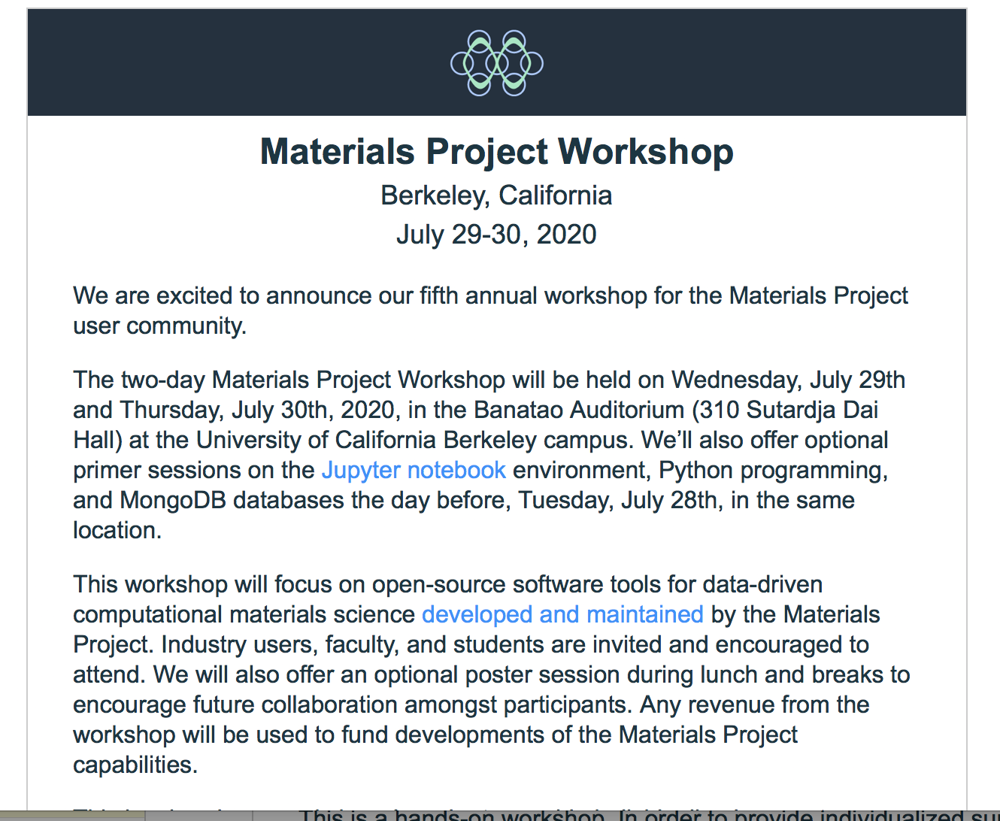 Materials Project Workshop
Berkeley, California
July 29-30, 2020
We are excited to announce our fifth annual workshop for the Materials Project
user community.
The two-day Materials Project Workshop will be held on Wednesday, July 29th
and Thursday, July 30th, 2020, in the Banatao Auditorium (310 Sutardja Dai
Hall) at the University of California Berkeley campus. We’ll also offer optional
primer sessions on the Jupyter notebook environment, Python programming,
and MongoDB databases the day before, Tuesday, July 28th, in the same
location.
This workshop will focus on open-source software tools for data-driven
computational materials science developed and maintained by the Materials
Project. Industry users, faculty, and students are invited and encouraged to
attend. We will also offer an optional poster session during lunch and breaks to
encourage future collaboration amongst participants. Any revenue from the
workshop will be used to fund developments of the Materials Project
capabilities.
This is a hands-on workshop. In order to provide individualized